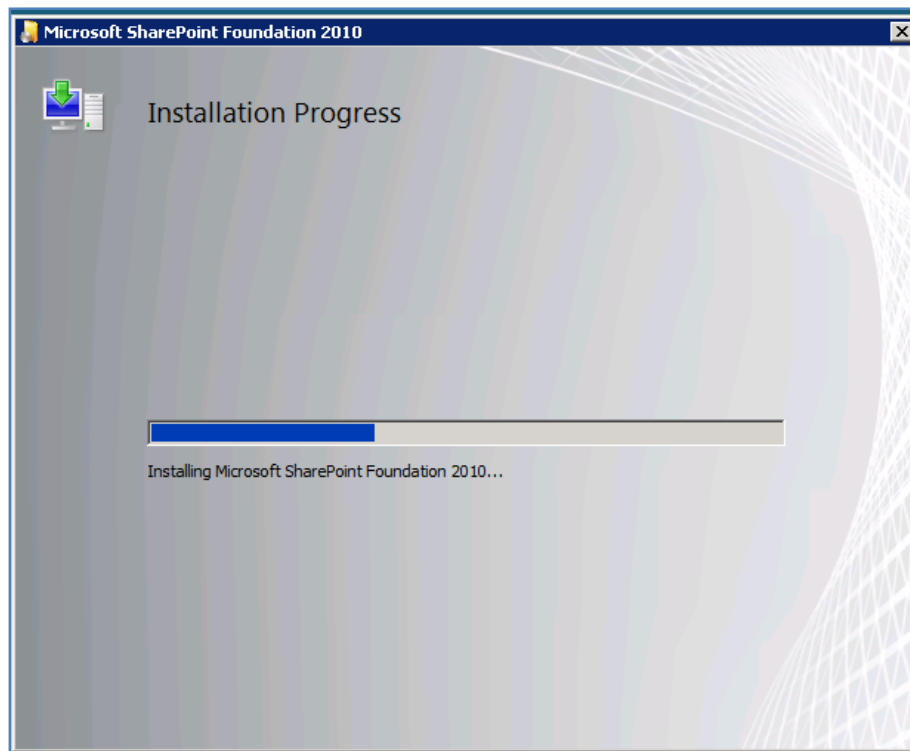 Microsoft SharePoint Foundation 2010
Installation Progress
Installing Microsoft SharePoint Foundation 2010...